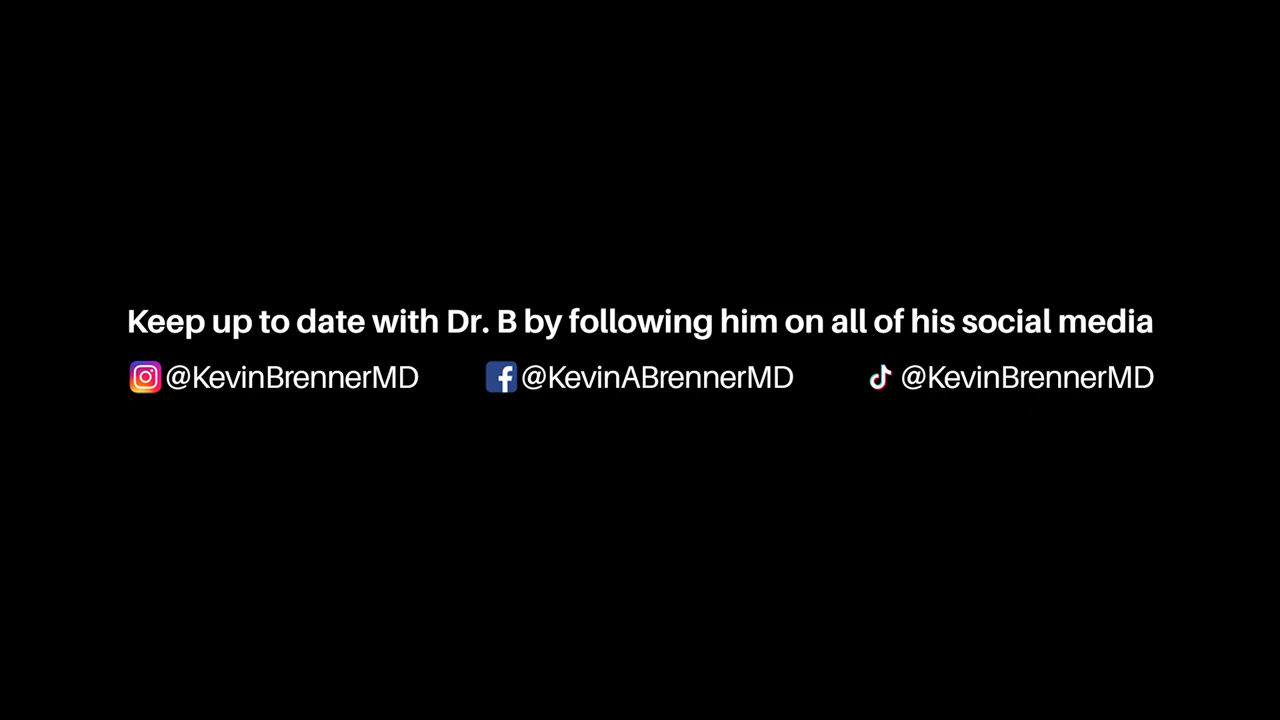 Keep up to date with Dr. B by following him on all of his social media
@KevinBrennerMD @KevinABrennerMD @KevinBrennerMD